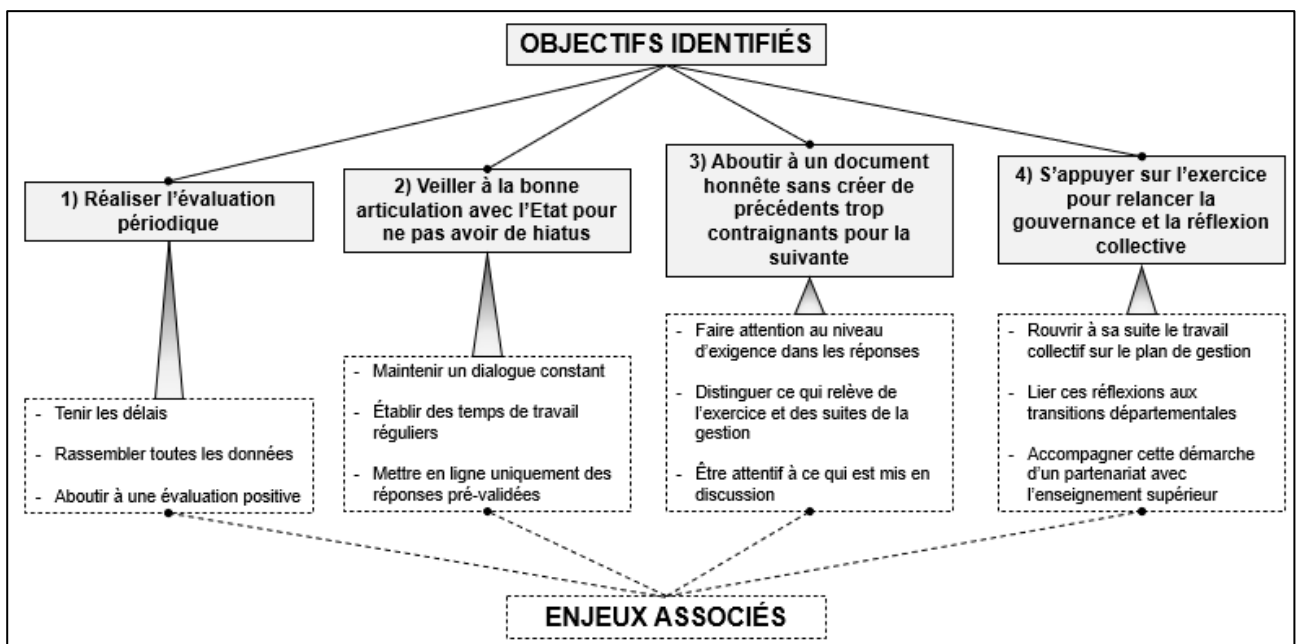 OBJECTIFS IDENTIFIÉS
1) Réaliser l'évaluation
périodique
2) Veiller à la bonne
articulation avec l'Etat pour
ne pas avoir de hiatus
3) Aboutir à un document
honnête sans créer de
précédents trop
contraignants pour la
suivante
4) S'appuyer sur l'exercice
pour relancer la
gouvernance et la réflexion
collective
- Tenir les délais
- Rassembler toutes les données
- Aboutir à une évaluation positive
- Maintenir un dialogue constant
- Établir des temps de travail
réguliers
- Mettre en ligne uniquement des
réponses pré-validées
- Faire attention au niveau
d'exigence dans les réponses
- Distinguer ce qui relève de
l'exercice et des suites de la
gestion
- Être attentif à ce qui est mis en
discussion
- Rouvrir à sa suite le travail
collectif sur le plan de gestion
- Lier ces réflexions aux
transitions départementales
- Accompagner cette démarche
d'un partenariat avec
l'enseignement supérieur
ENJEUX ASSOCIÉS